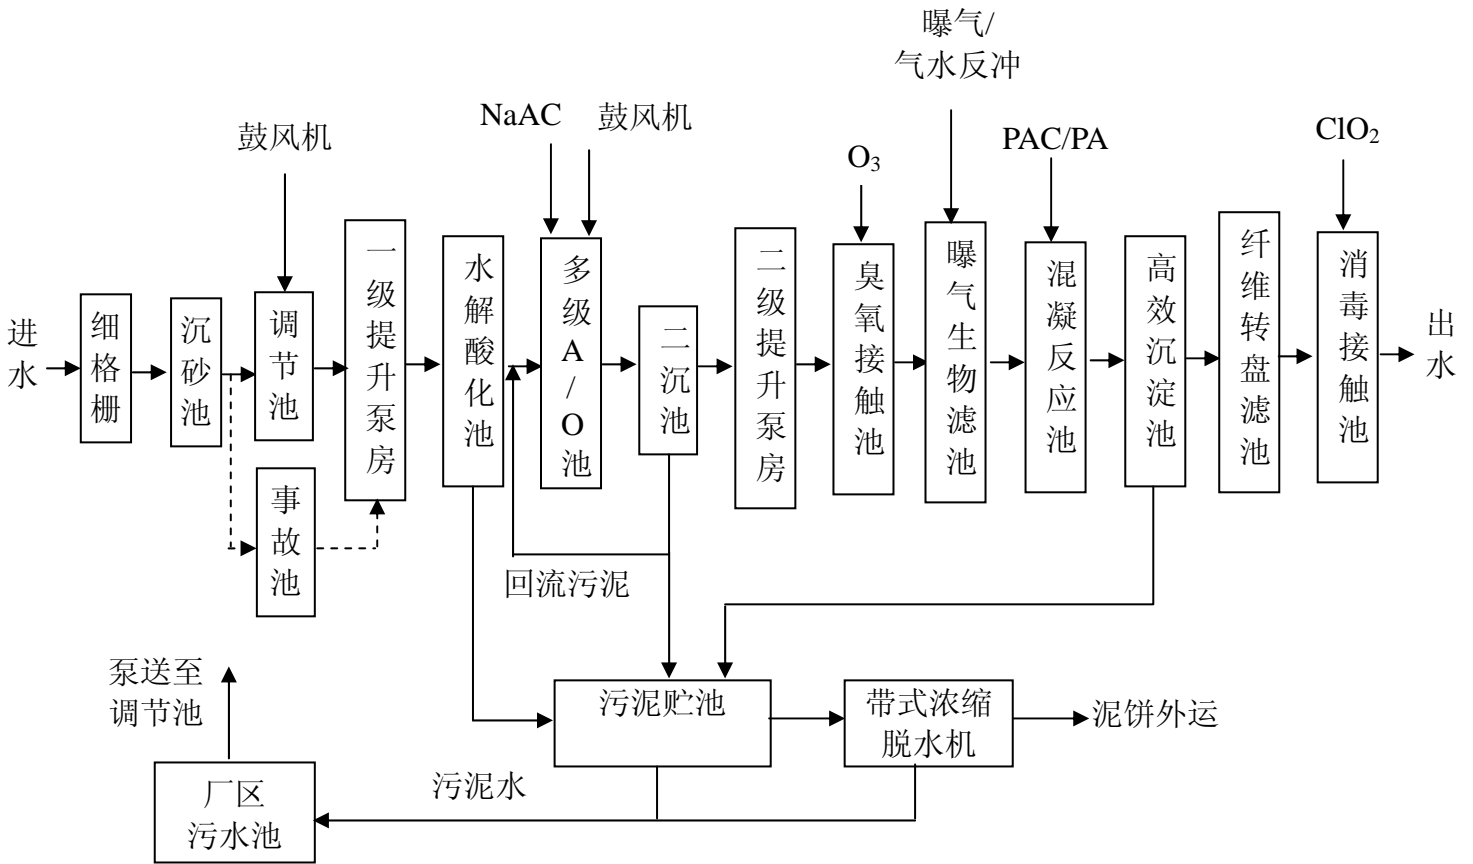 曝气/
气水反冲
NaAC
鼓风机
鼓风机
O₃
PAC/PA
ClO₂
进水
细格栅
沉砂池
调节池
事故池
一级提升泵房
水解酸化池
多级A/O池
二沉池
二级提升泵房
臭氧接触池
曝气生物滤池
混凝反应池
高效沉淀池
纤维转盘滤池
消毒接触池
出水
回流污泥
泵送至
调节池
污泥贮池
带式浓缩
脱水机
泥饼外运
污泥水
厂区
污水池